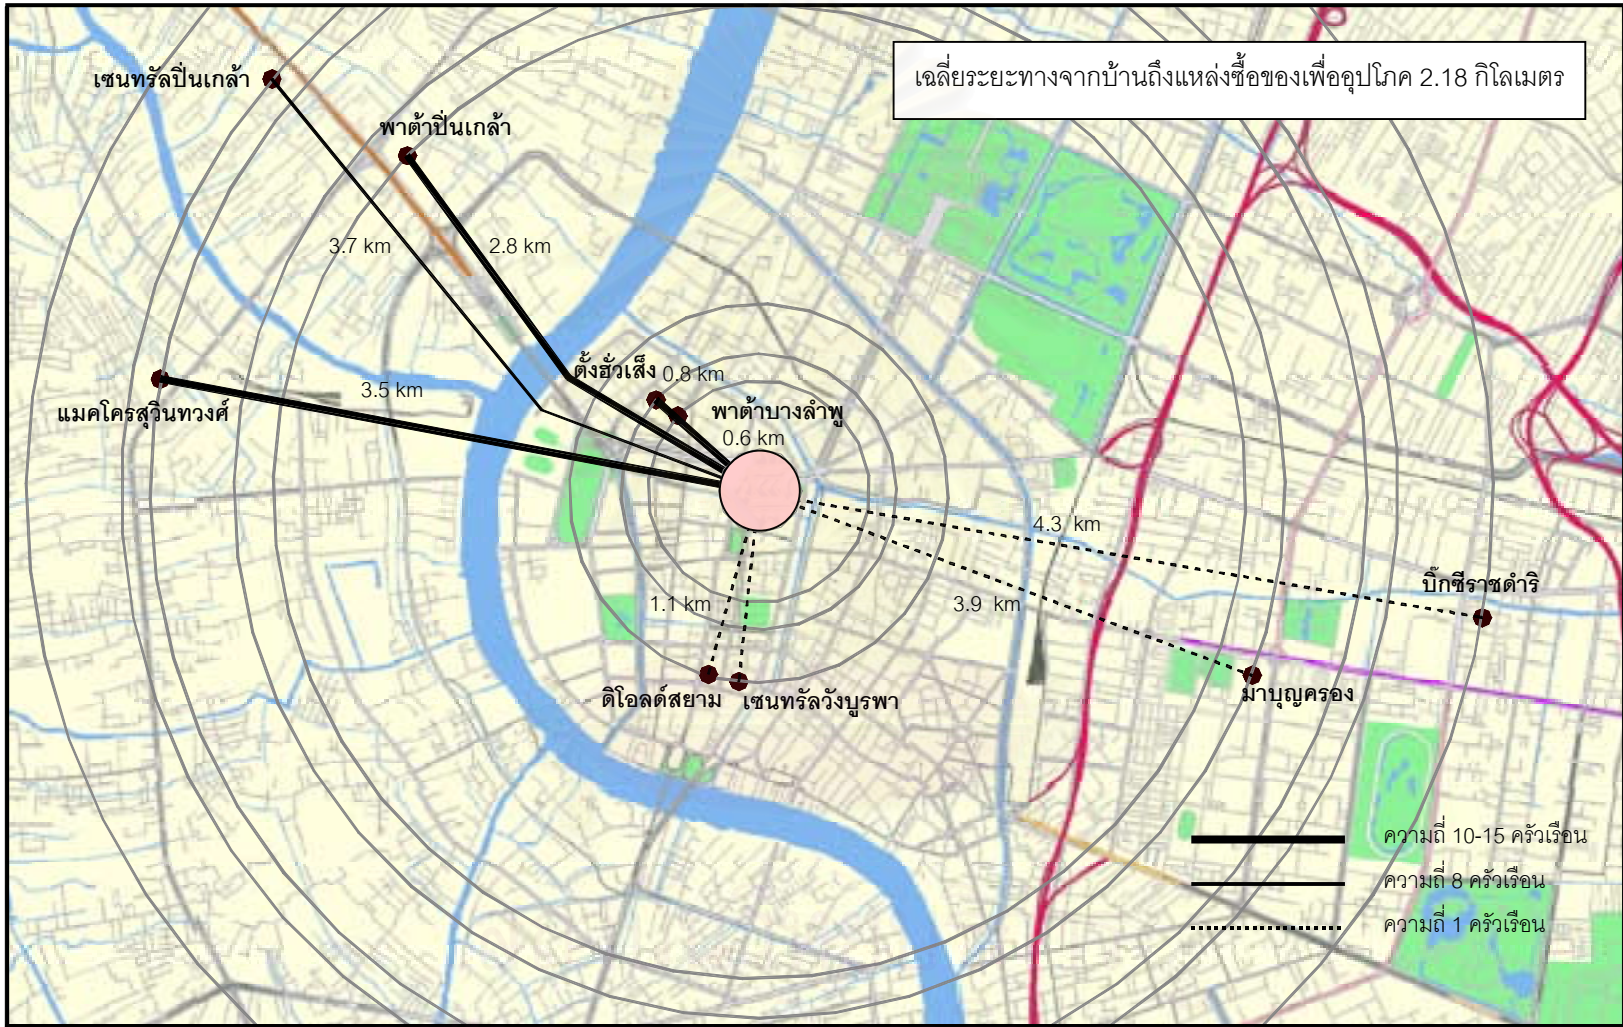 เฉลี่ยระยะทางจากบ้านถึงแหล่งซื้อของเพื่ออุปโภค 2.18 กิโลเมตร
เซนทรัลปิ่นเกล้า
พาต้าปิ่นเกล้า
3.7 km
2.8 km
ตั้งฮั่วเส็ง
0.8 km
3.5 km
แมคโครสุวินทวงศ์
พาต้าบางลำพู
0.6 km
4.3 km
บิ๊กซีราชดำริ
1.1 km
3.9 km
ดิโอลด์สยาม
เซนทรัลวังบูรพา
มาบุญครอง
ความถี่ 10-15 ครัวเรือน
ความถี่ 8 ครัวเรือน
ความถี่ 1 ครัวเรือน